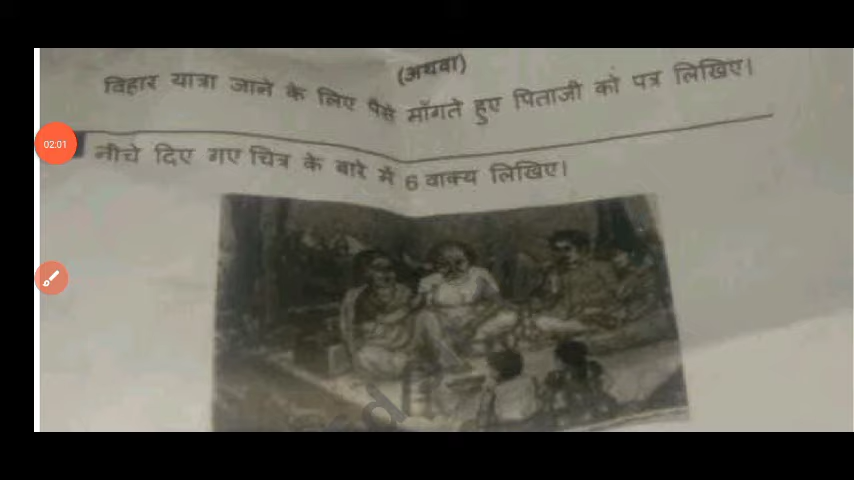 (अथवा)
विहार यात्रा जाने के लिए पैसे माँगते हुए पिताजी को पत्र लिखिए।
02:01
नीचे दिए गए चित्र के बारे में 6 वाक्य लिखिए।